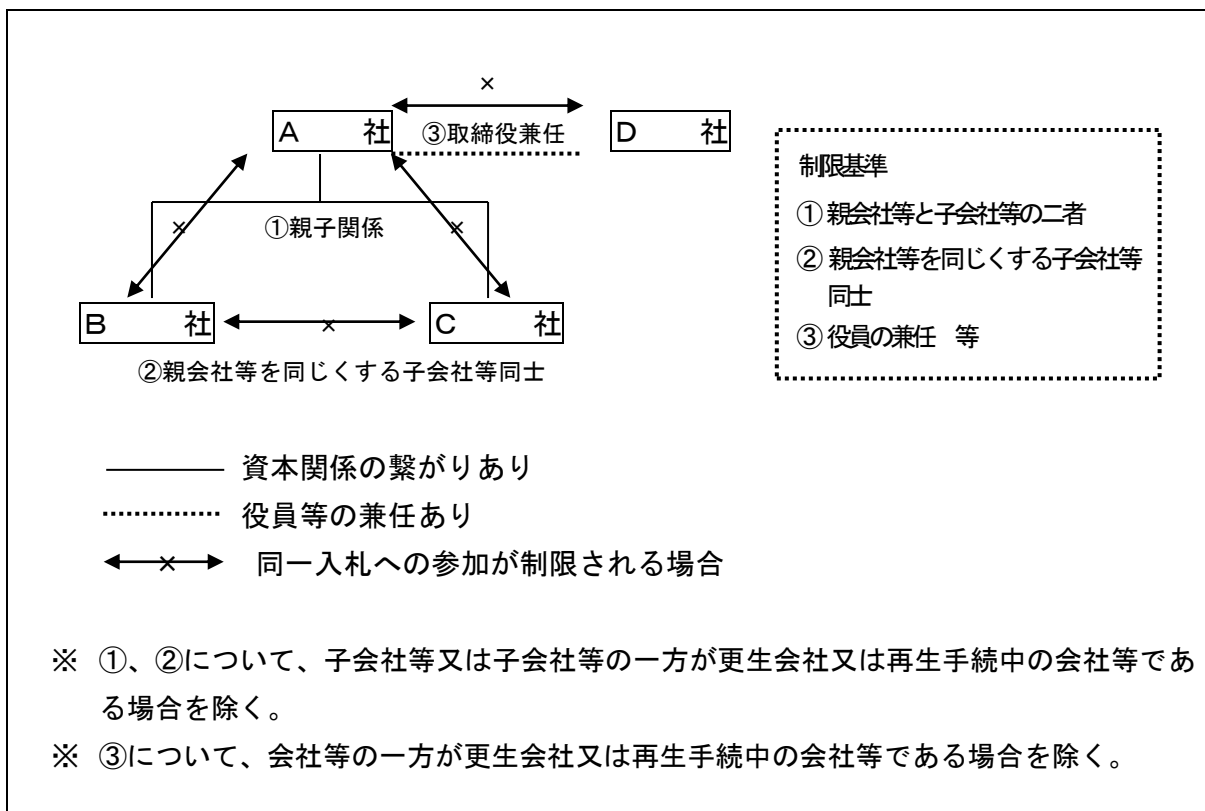 ×
A 社
③取締役兼任
D 社
制限基準
①親会社等と子会社等の二者
②親会社等を同じくする子会社等
同士
③役員の兼任 等
×
①親子関係
×
B 社
×
C 社
②親会社等を同じくする子会社等同士
資本関係の繋がりあり
役員等の兼任あり
× 同一入札への参加が制限される場合
※ ①、②について、子会社等又は子会社等の一方が更生会社又は再生手続中の会社等であ
る場合を除く。
※ ③について、会社等の一方が更生会社又は再生手続中の会社等である場合を除く。